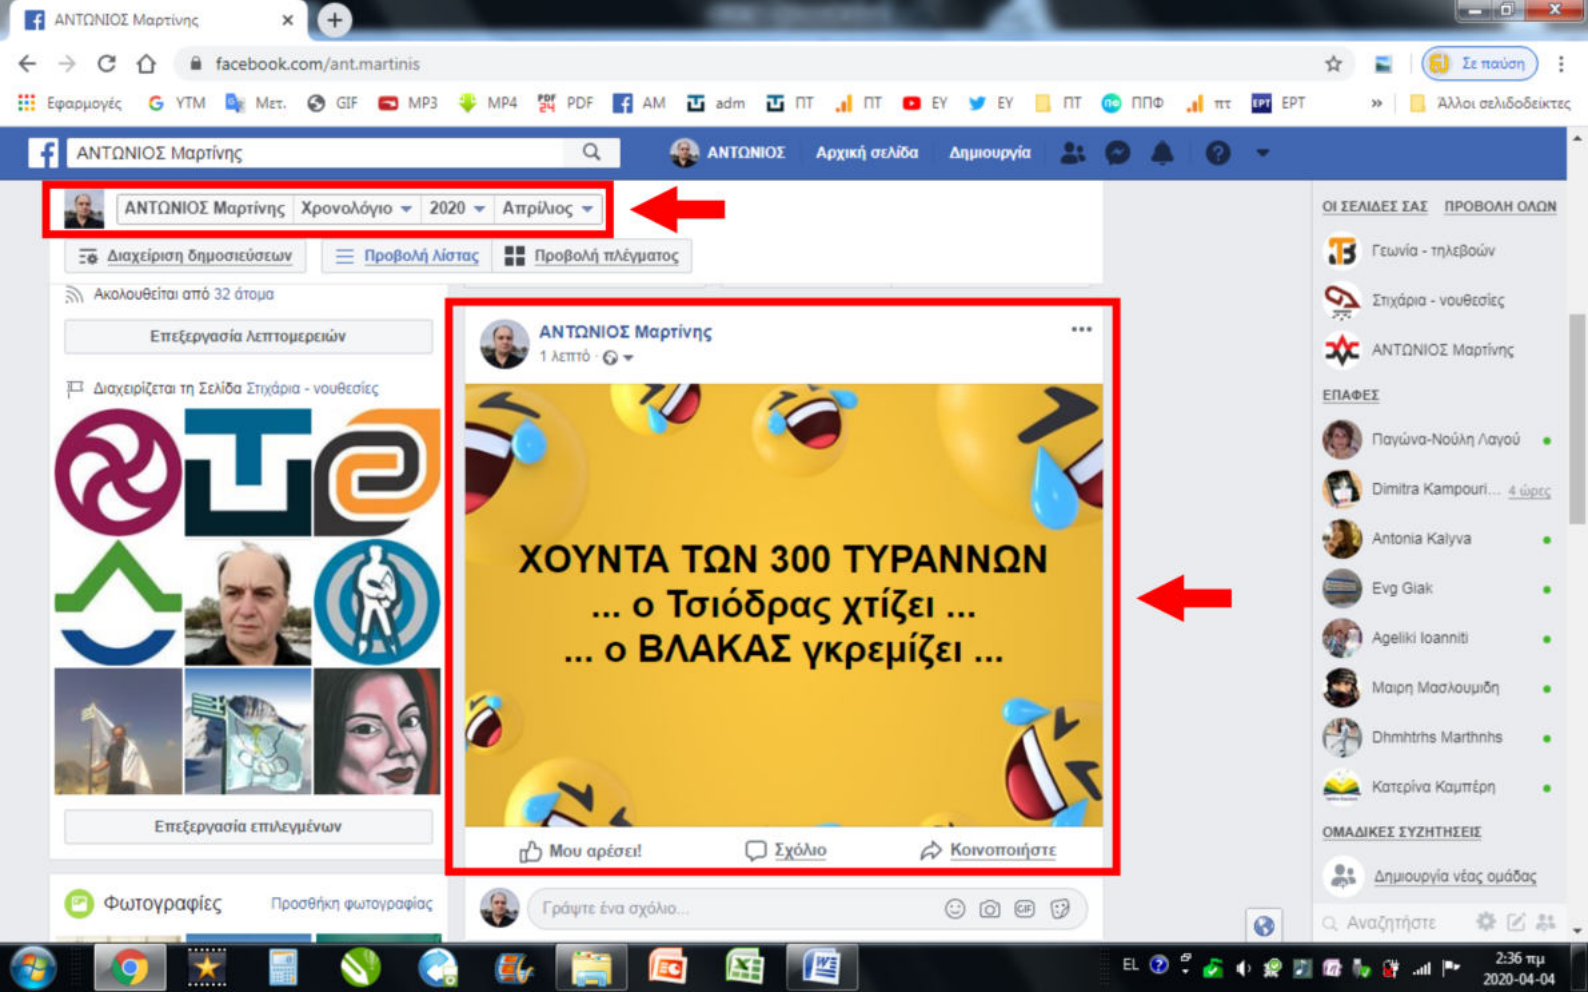 ΑΝΤΩΝΙΟΣ Μαρτίνης
facebook.com/ant.martinis
Σε παύση
Εφαρμογές YTM Μετ. GIF MP3 MP4 PDF AM adm ΠΤ ΠΤ ΕΥ ΕΥ ΠΤ ΠΠΦ πτ ΕΡΤ » Άλλοι σελιδοδείκτες
ΑΝΤΩΝΙΟΣ Μαρτίνης
ΑΝΤΩΝΙΟΣ Αρχική σελίδα Δημιουργία
ΑΝΤΩΝΙΟΣ Μαρτίνης Χρονολόγιο 2020 Απρίλιος
Διαχείριση δημοσιεύσεων Προβολή λίστας Προβολή πλέγματος
Ακολουθείται από 32 άτομα
Επεξεργασία λεπτομερειών
Διαχειρίζεται τη Σελίδα Στιχάρια - νουθεσίες
Επεξεργασία επιλεγμένων
Φωτογραφίες Προσθήκη φωτογραφίας
ΑΝΤΩΝΙΟΣ Μαρτίνης
1 λεπτό ·
ΧΟΥΝΤΑ ΤΩΝ 300 ΤΥΡΑΝΝΩΝ
... ο Τσιόδρας χτίζει ...
... ο ΒΛΑΚΑΣ γκρεμίζει ...
Μου αρέσει! Σχόλιο Κοινοποιήστε
Γράψτε ένα σχόλιο...
GIF
ΟΙ ΣΕΛΙΔΕΣ ΣΑΣ ΠΡΟΒΟΛΗ ΟΛΩΝ
Γεωνία - τηλεβοών
Στιχάρια - νουθεσίες
ΑΝΤΩΝΙΟΣ Μαρτίνης
ΕΠΑΦΕΣ
Παγώνα-Νούλη Λαγού
Dimitra Kampouri... 4 ώρες
Antonia Kalyva
Evg Giak
Ageliki Ioanniti
Μαιρη Μασλουμιδη
Dhmhtrhs Marthnhs
Κατερίνα Καμπέρη
ΟΜΑΔΙΚΕΣ ΣΥΖΗΤΗΣΕΙΣ
Δημιουργία νέας ομάδας
Αναζητήστε
EL 2:36 πμ
2020-04-04